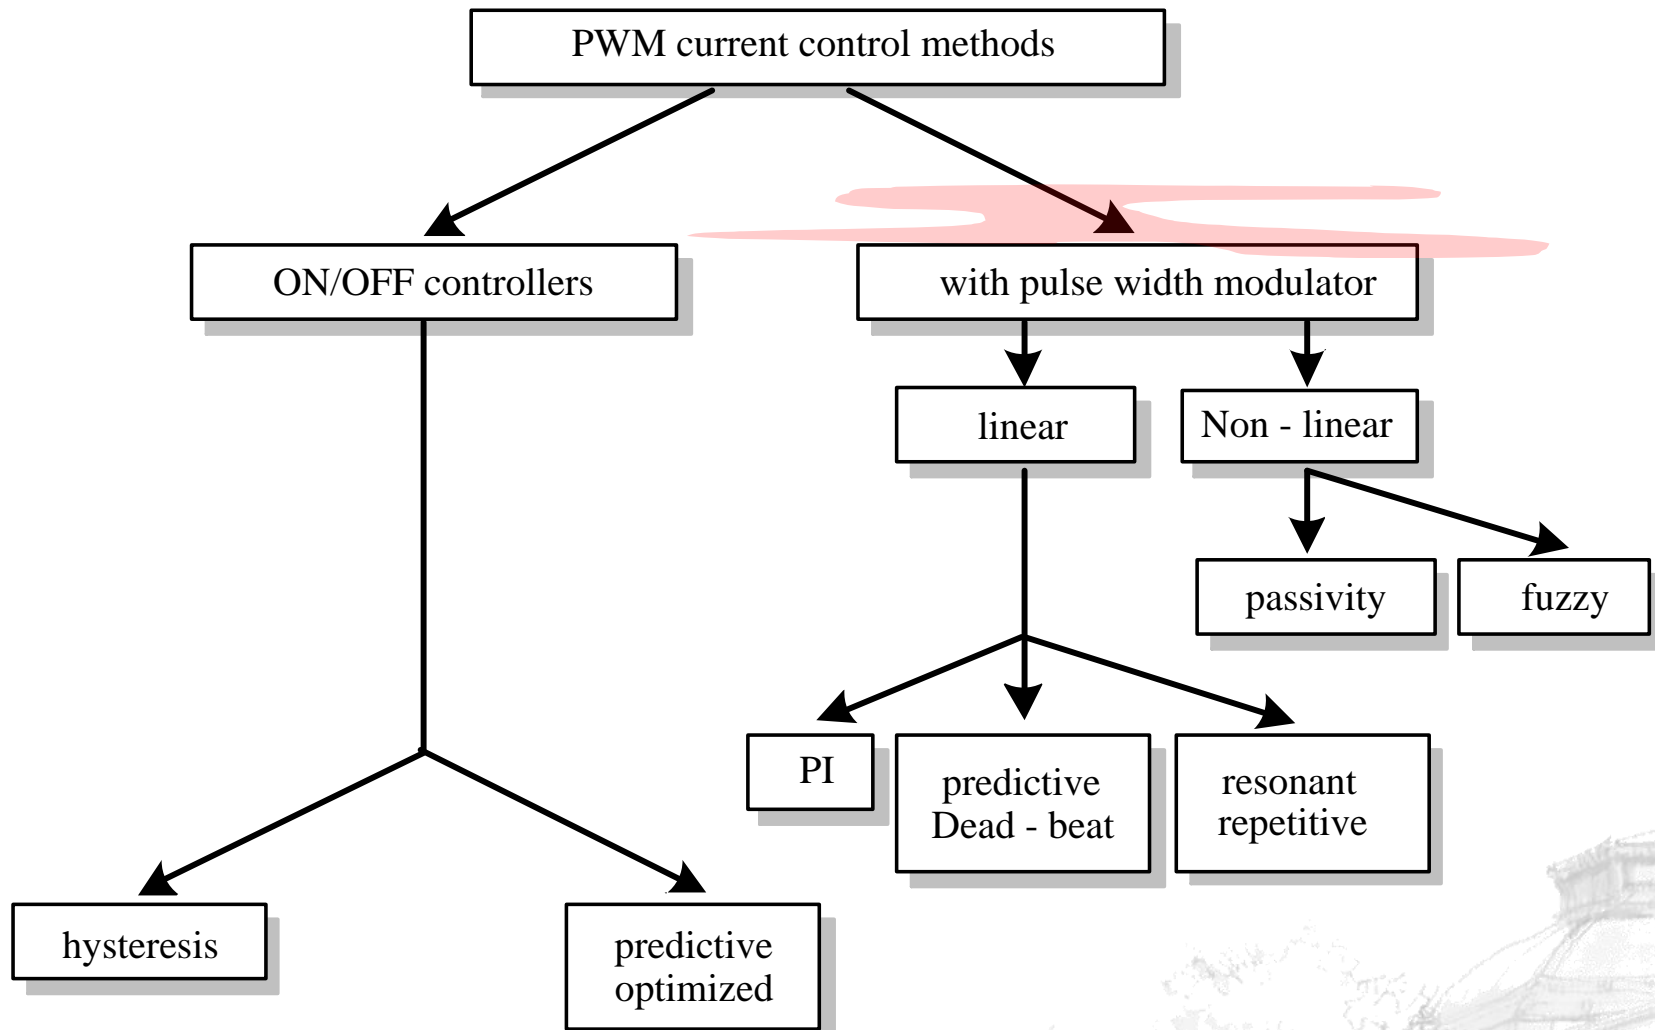 PWM current control methods
ON/OFF controllers
with pulse width modulator
linear
Non - linear
passivity
fuzzy
PI
predictive
Dead - beat
resonant
repetitive
hysteresis
predictive
optimized